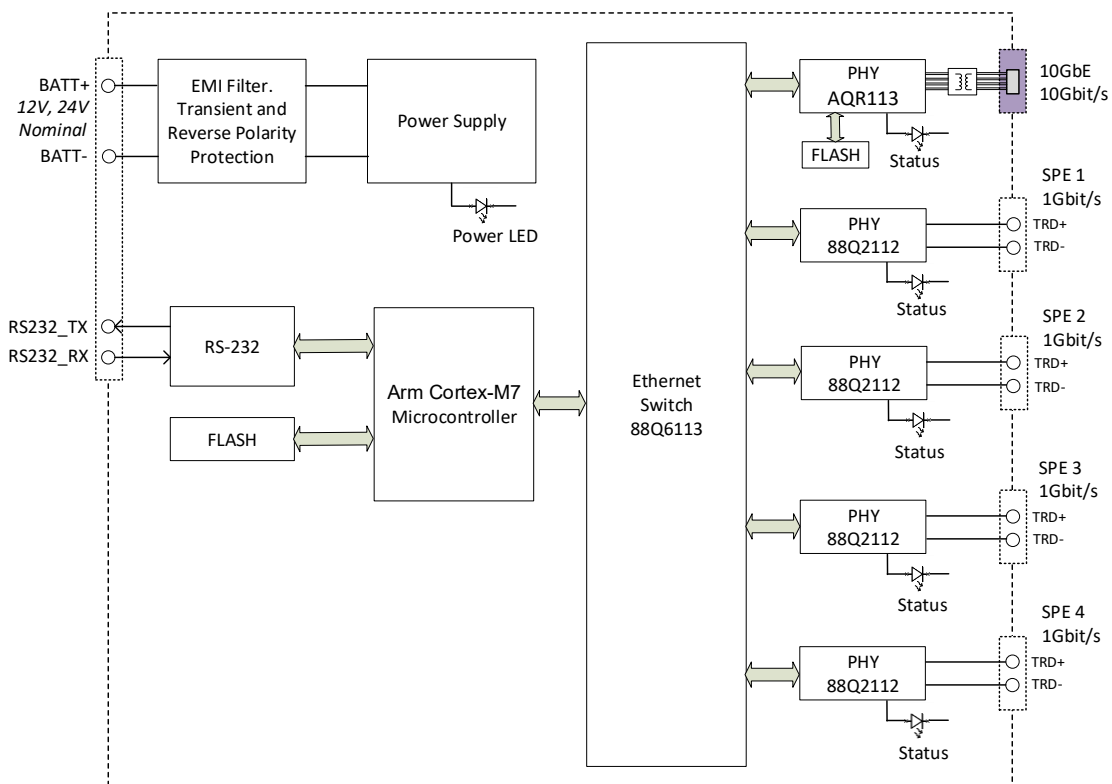 BATT+
12V, 24V
Nominal
BATT-
EMI Filter.
Transient and
Reverse Polarity
Protection
Power Supply
Power LED
RS232_TX
RS232_RX
RS-232
FLASH
Arm Cortex-M7
Microcontroller
Ethernet
Switch
88Q6113
PHY
AQR113
FLASH
Status
10GbE
10Gbit/s
PHY
88Q2112
Status
SPE 1
1Gbit/s
TRD+
TRD-
PHY
88Q2112
Status
SPE 2
1Gbit/s
TRD+
TRD-
PHY
88Q2112
Status
SPE 3
1Gbit/s
TRD+
TRD-
PHY
88Q2112
Status
SPE 4
1Gbit/s
TRD+
TRD-